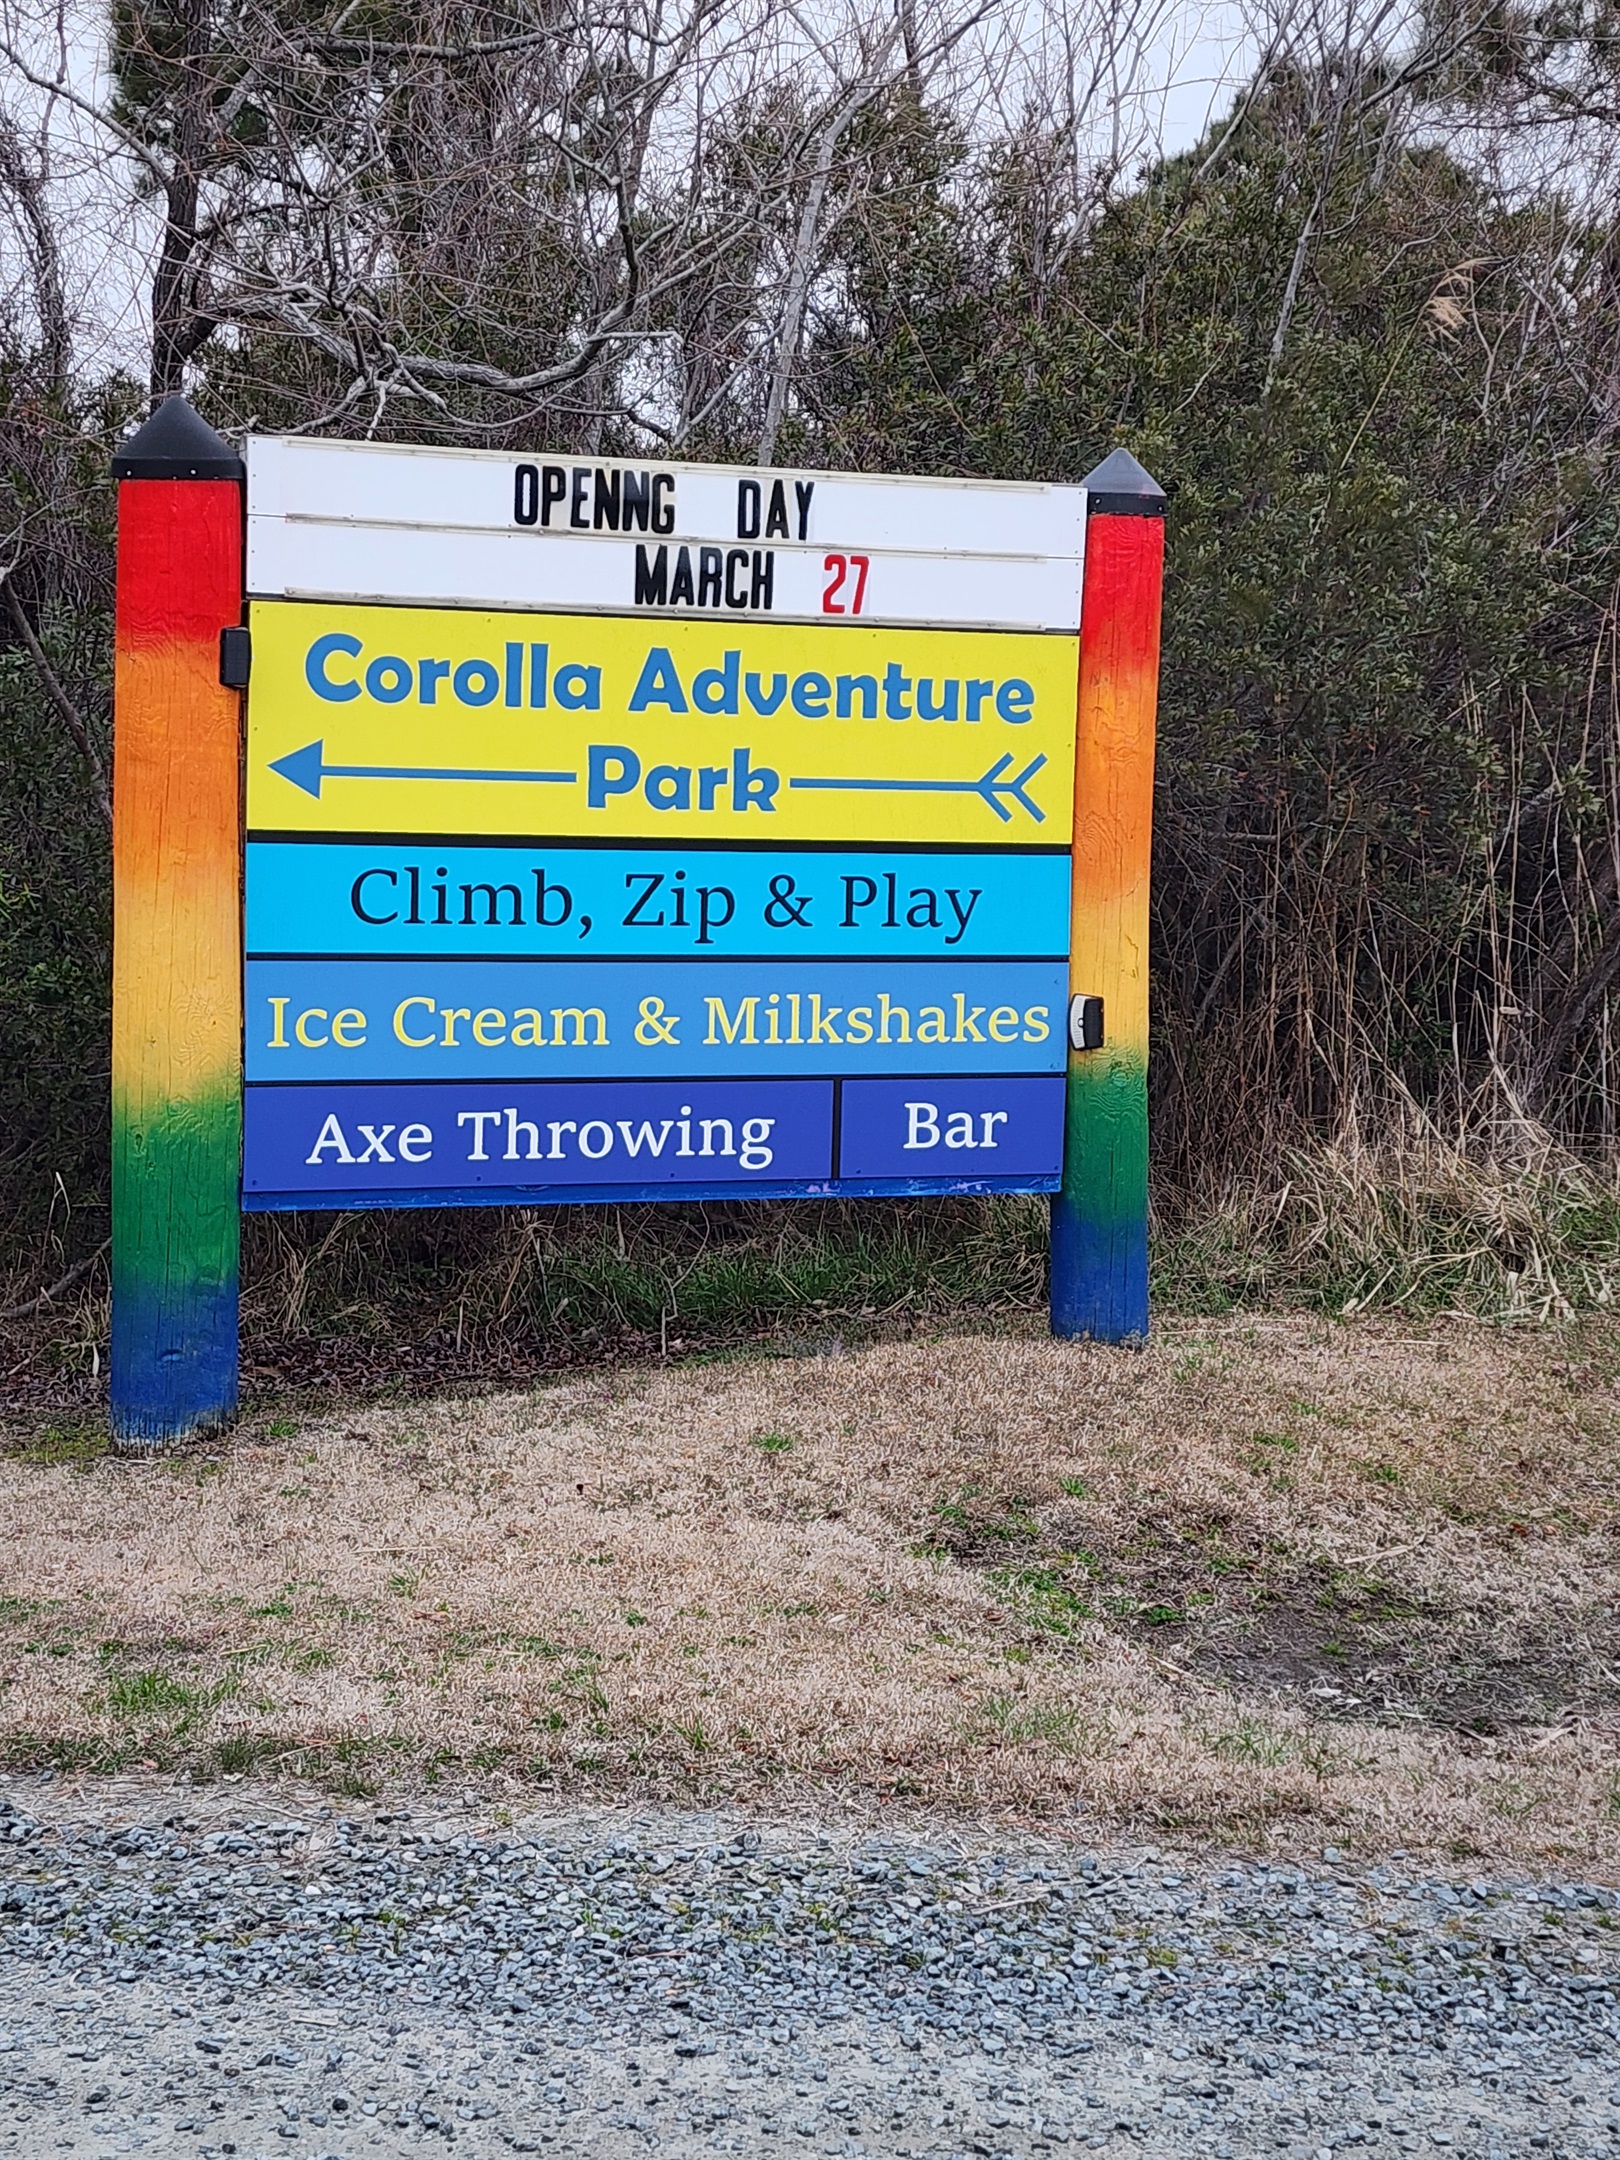 OPENNG DAY
MARCH 27
Corolla Adventure
Park
Climb, Zip & Play
Ice Cream & Milkshakes
Axe Throwing
Bar